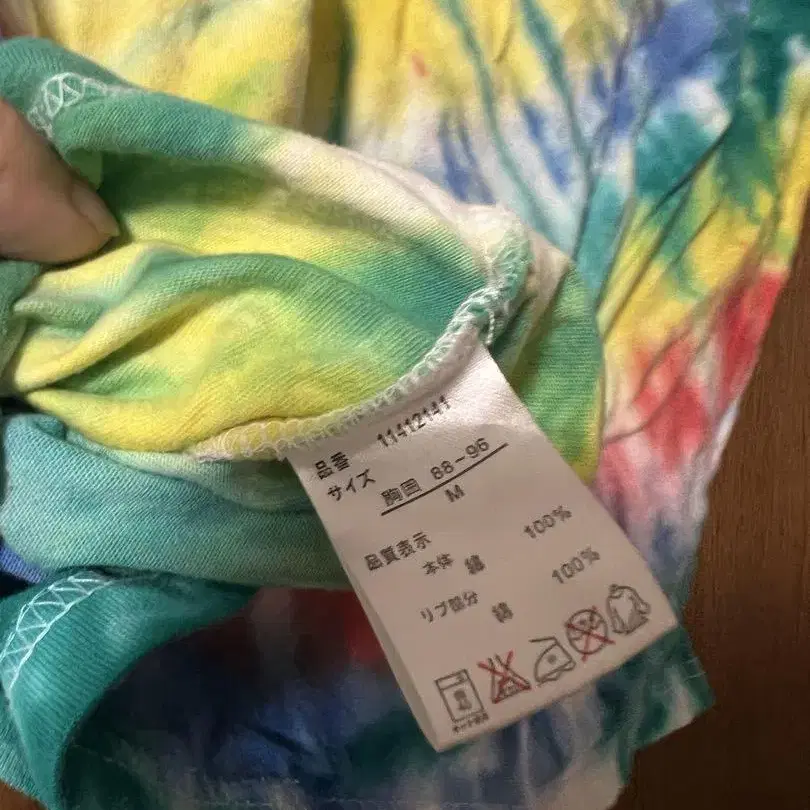 品番 11412141
サイズ 胸囲 88-96
M
品質表示
本体 綿 100%
リブ部分 綿 100%